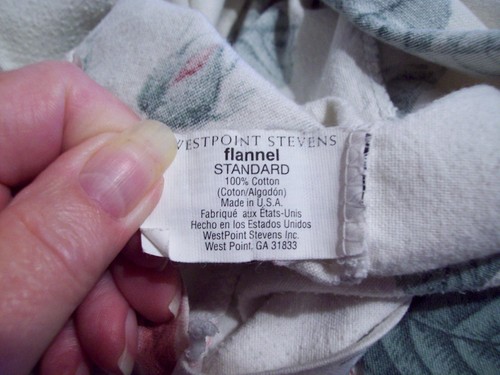 WESTPOINT STEVENS
flannel
STANDARD
100% Cotton
(Coton/Algodón)
Made in U.S.A.
Fabriqué aux États-Unis
Hecho en los Estados Unidos
WestPoint Stevens Inc.
West Point, GA 31833